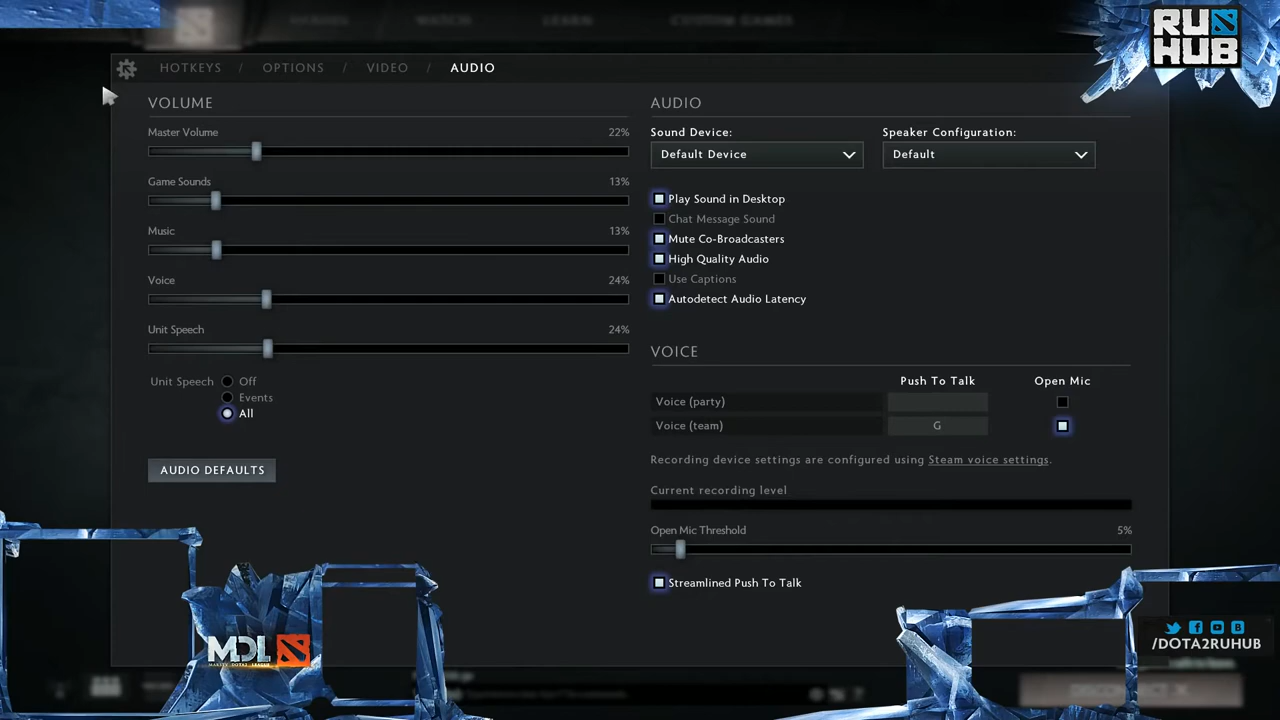 LEARN
CUSTOM GAMES
RU
HUB
HOTKEYS / OPTIONS / VIDEO / AUDIO
VOLUME
Master Volume 22%
Game Sounds 13%
Music 13%
Voice 24%
Unit Speech 24%
Unit Speech Off
Events
All
AUDIO DEFAULTS
AUDIO
Sound Device: Speaker Configuration:
Default Device Default
Play Sound in Desktop
Chat Message Sound
Mute Co-Broadcasters
High Quality Audio
Use Captions
Autodetect Audio Latency
VOICE
Push To Talk Open Mic
Voice (party)
Voice (team) G
Recording device settings are configured using Steam voice settings.
Current recording level
Open Mic Threshold 5%
Streamlined Push To Talk
MDL
/DOTA2RUHUB
DISCONNECT